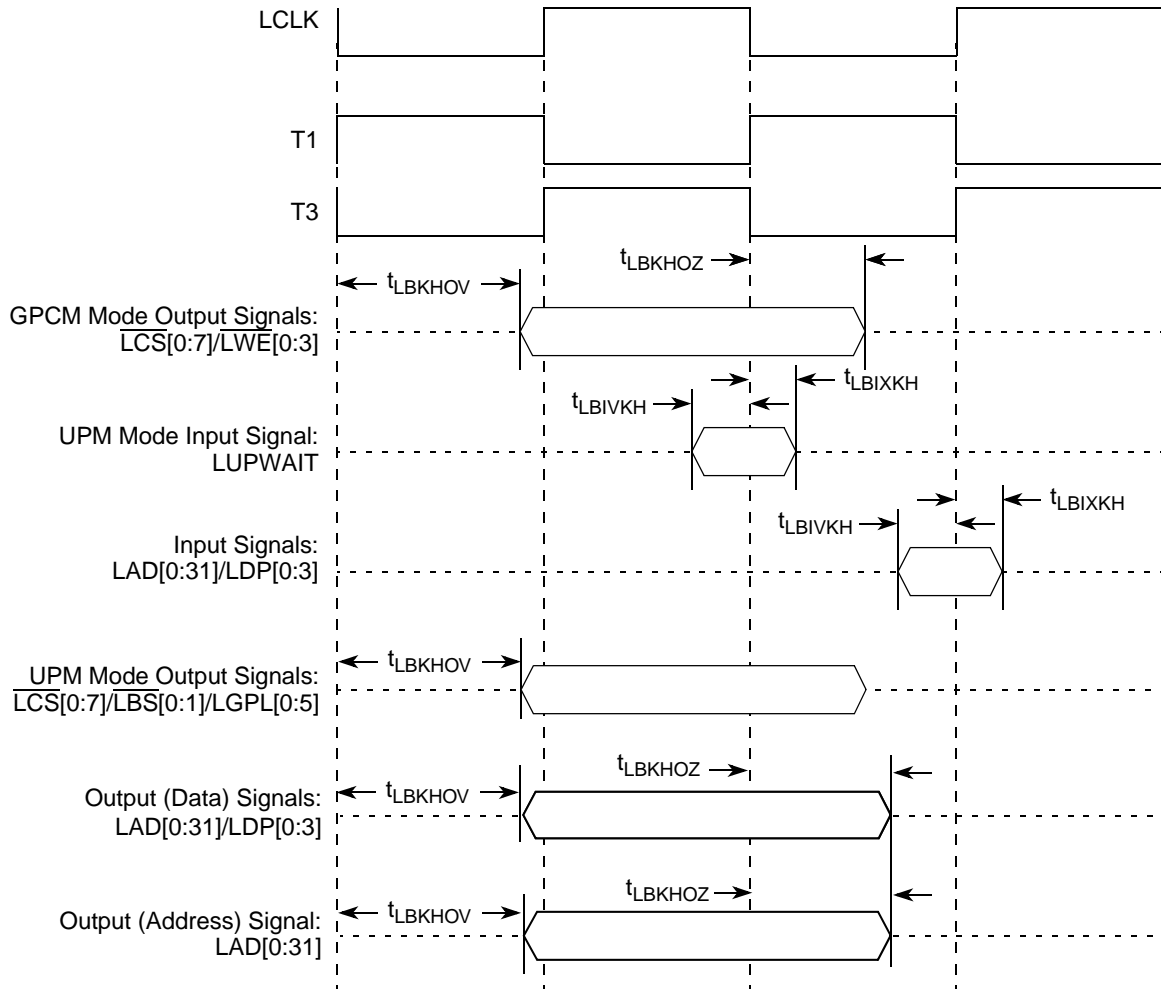 LCLK
T1
T3
tLBKHOZ
tLBKHOV
GPCM Mode Output Signals:
LCS[0:7]/LWE[0:3]
tLBIXKH
tLBIVKH
UPM Mode Input Signal:
LUPWAIT
tLBIXKH
tLBIVKH
Input Signals:
LAD[0:31]/LDP[0:3]
tLBKHOV
UPM Mode Output Signals:
LCS[0:7]/LBS[0:1]/LGPL[0:5]
tLBKHOZ
tLBKHOV
Output (Data) Signals:
LAD[0:31]/LDP[0:3]
tLBKHOZ
tLBKHOV
Output (Address) Signal:
LAD[0:31]